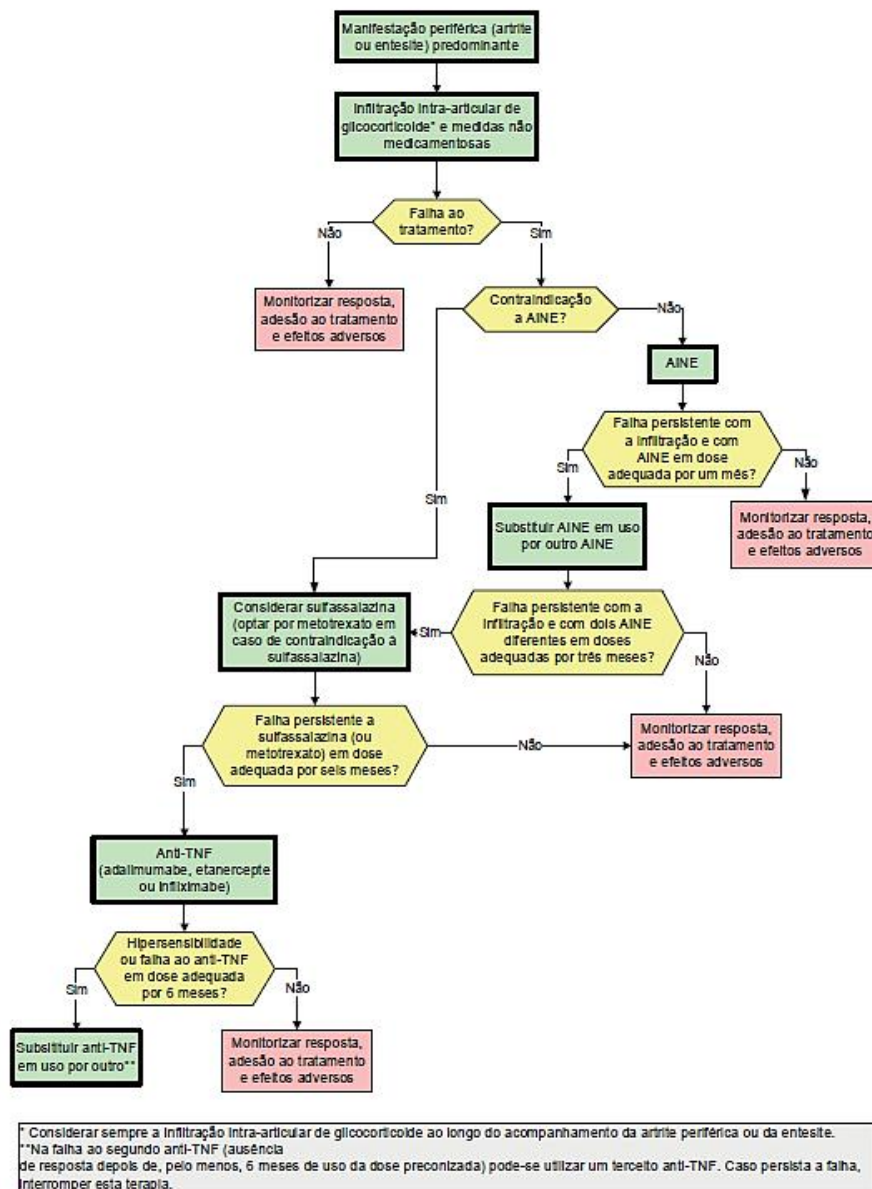 Manifestação periférica (artrite
ou entesite) predominante
Infiltração intra-articular de
glicocorticoide* e medidas não
medicamentosas
Falha ao
tratamento?
Não
Sim
Monitorizar resposta,
adesão ao tratamento
e efeitos adversos
Contraindicação
a AINE?
Não
AINE
Falha persistente com
a infiltração e com
AINE em dose
adequada por um mês?
Sim
Não
Sim
Substituir AINE em uso
por outro AINE
Monitorizar resposta,
adesão ao tratamento
e efeitos adversos
Considerar sulfassalazina
(optar por metotrexato em
caso de contraindicação à
sulfassalazina)
Sim
Falha persistente com a
infiltração e com dois AINE
diferentes em doses
adequadas por três meses?
Não
Falha persistente a
sulfassalazina (ou
metotrexato) em dose
adequada por seis meses?
Não
Monitorizar resposta,
adesão ao tratamento
e efeitos adversos
Sim
Anti-TNF
(adalimumabe, etanercepte
ou infliximabe)
Hipersensibilidade
ou falha ao anti-TNF
em dose adequada
por 6 meses?
Sim
Não
Subsitituir anti-TNF
em uso por outro**
Monitorizar resposta,
adesão ao tratamento
e efeitos adversos
* Considerar sempre a infiltração intra-articular de glicocorticoide ao longo do acompanhamento da artrite periférica ou da entesite.
**Na falha ao segundo anti-TNF (ausência
de resposta depois de, pelo menos, 6 meses de uso da dose preconizada) pode-se utilizar um terceito anti-TNF. Caso persista a falha,
interromper esta terapia.